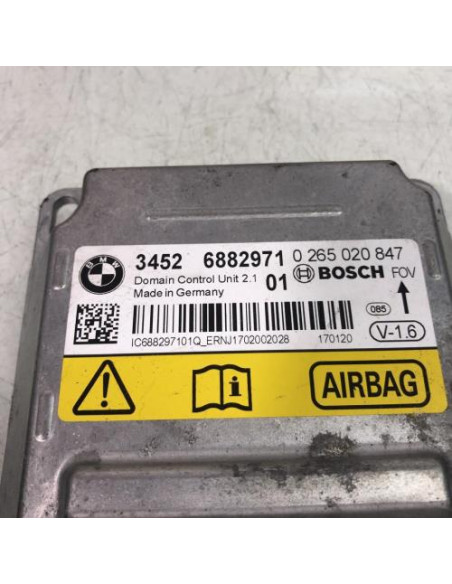 BMW
3452 6882971 01 0 265 020 847
Domain Control Unit 2.1 BOSCH FOV
Made in Germany
085
V-1.6
IC688297101Q_ERNJ1702002028 170120
AIRBAG